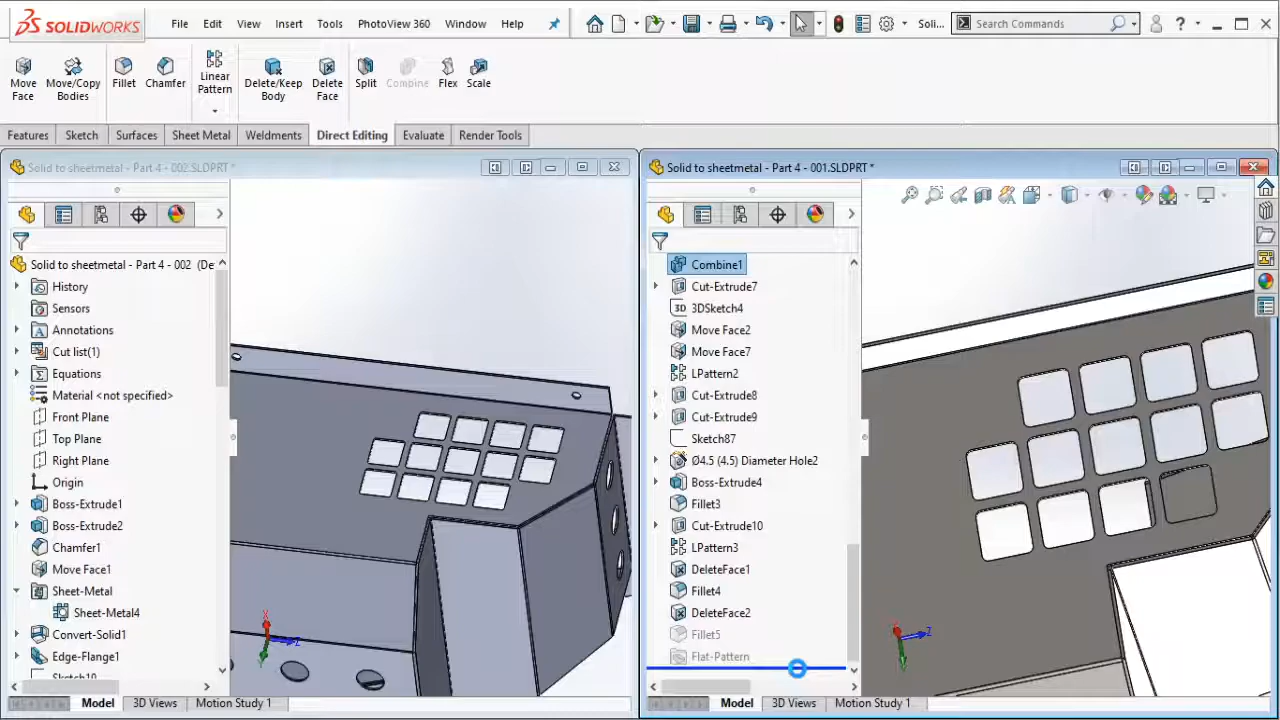 SOLIDWORKS File Edit View Insert Tools PhotoView 360 Window Help Soli... Search Commands
Move Face Move/Copy Bodies Fillet Chamfer Linear Pattern Delete/Keep Body Delete Face Split Combine Flex Scale
Features Sketch Surfaces Sheet Metal Weldments Direct Editing Evaluate Render Tools
Solid to sheetmetal - Part 4 - 002.SLDPRT *
Solid to sheetmetal - Part 4 - 002 (De
History
Sensors
Annotations
Cut list(1)
Equations
Material <not specified>
Front Plane
Top Plane
Right Plane
Origin
Boss-Extrude1
Boss-Extrude2
Chamfer1
Move Face1
Sheet-Metal
Sheet-Metal4
Convert-Solid1
Edge-Flange1
Model 3D Views Motion Study 1
Solid to sheetmetal - Part 4 - 001.SLDPRT *
Combine1
Cut-Extrude7
3D 3DSketch4
Move Face2
Move Face7
LPattern2
Cut-Extrude8
Cut-Extrude9
Sketch87
Ø4.5 (4.5) Diameter Hole2
Boss-Extrude4
Fillet3
Cut-Extrude10
LPattern3
DeleteFace1
Fillet4
DeleteFace2
Fillet5
Flat-Pattern
Model 3D Views Motion Study 1